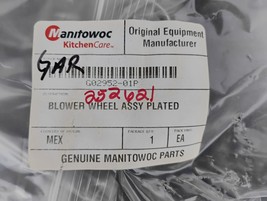 Manitowoc
KitchenCare
Original Equipment
Manufacturer
GAR
G02952-01P
252621
BLOWER WHEEL ASSY PLATED
MEX
1
EA
GENUINE MANITOWOC PARTS